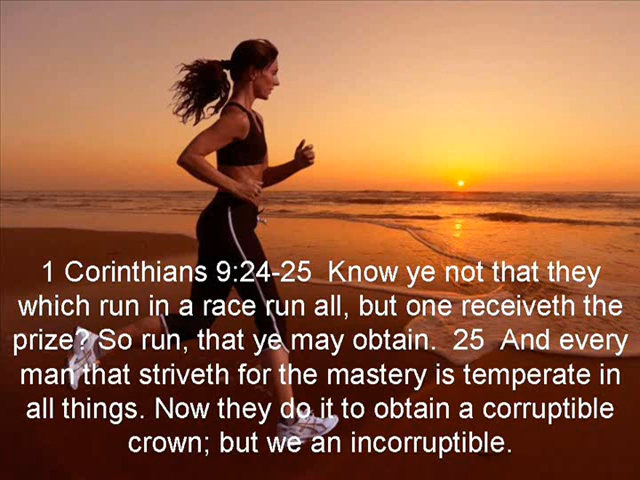 1 Corinthians 9:24-25  Know ye not that they
which run in a race run all, but one receiveth the
prize? So run, that ye may obtain.  25  And every
man that striveth for the mastery is temperate in
all things. Now they do it to obtain a corruptible
crown; but we an incorruptible.